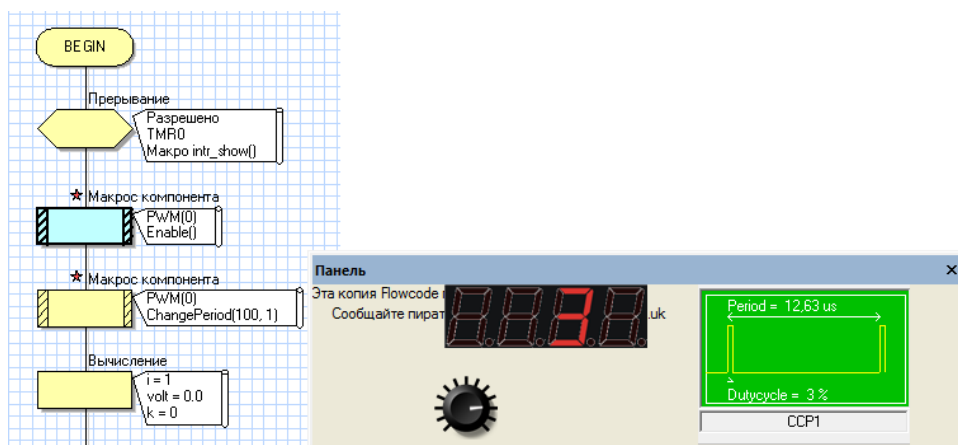 BEGIN
Прерывание
Разрешено
TMR0
Макро intr_show()
Макрос компонента
PWM(0)
Enable()
Макрос компонента
PWM(0)
ChangePeriod(100, 1)
Вычисление
i = 1
volt = 0.0
k = 0
Панель
Эта копия Flowcode
Сообщайте пират .uk
3
Period = 12,63 us
Dutycycle = 3 %
CCP1